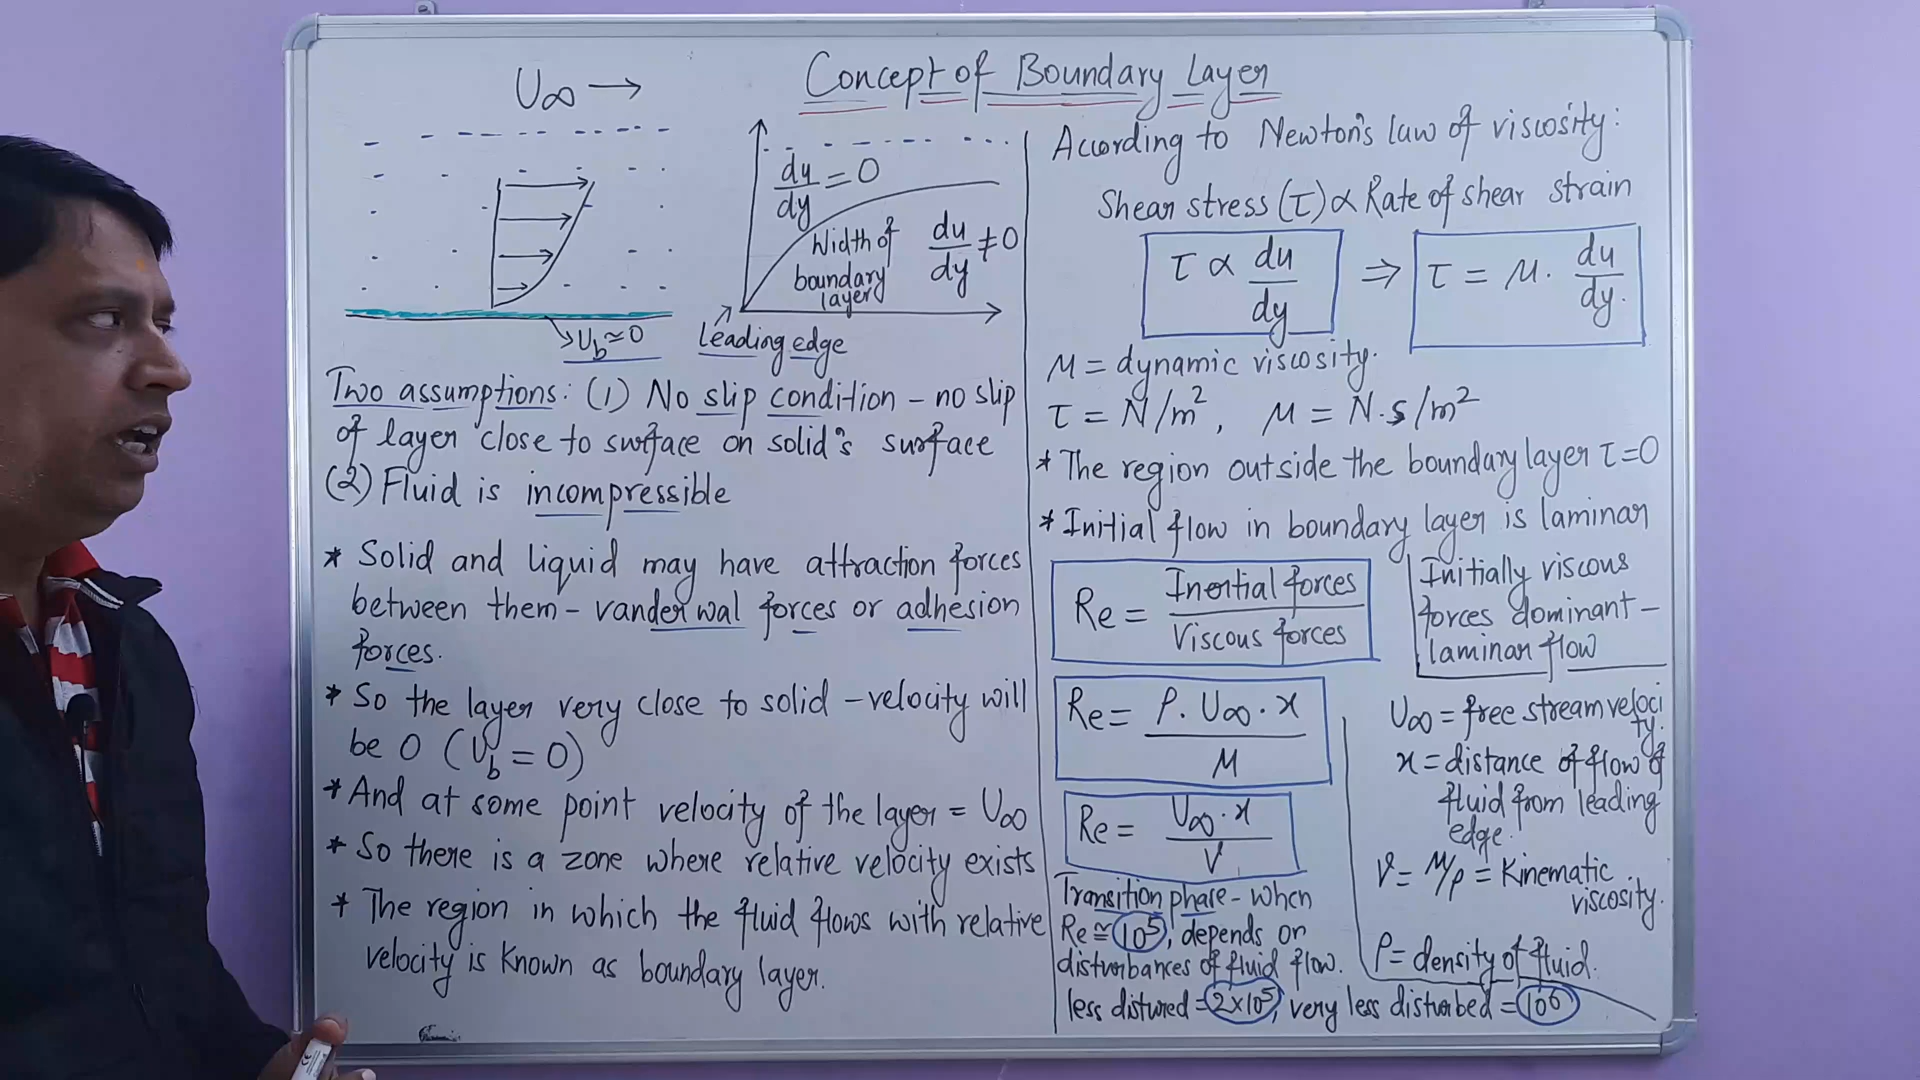 Concept of Boundary Layer
U∞ →
du/dy = 0
Width of
boundary
layer
du/dy ≠ 0
U_b ≈ 0
Leading edge
Two assumptions: (1) No slip condition – no slip
of layer close to surface on solid's surface
(2) Fluid is incompressible
* Solid and liquid may have attraction forces
between them – vander wal forces or adhesion
forces.
* So the layer very close to solid – velocity will
be 0 (U_b = 0)
* And at some point velocity of the layer = U∞
* So there is a zone where relative velocity exists
* The region in which the fluid flows with relative
velocity is known as boundary layer.
According to Newton's law of viscosity:
Shear stress (τ) ∝ Rate of shear strain
τ ∝ du/dy ⇒ τ = μ. du/dy.
μ = dynamic viscosity.
τ = N/m², μ = N.s/m²
* The region outside the boundary layer τ=0
* Initial flow in boundary layer is laminar
Re = Inertial forces / Viscous forces
Initially viscous
forces dominant –
laminar flow
Re = ρ. U∞. x / μ
Re = U∞. x / ν
U∞ = free stream veloci
ty.
x = distance of flow of
fluid from leading
edge.
ν = μ/ρ = Kinematic
viscosity.
ρ = density of fluid.
Transition phase – when
Re ≅ 10⁵, depends on
disturbances of fluid flow.
less distured = 2×10⁵, very less disturbed = 10⁶